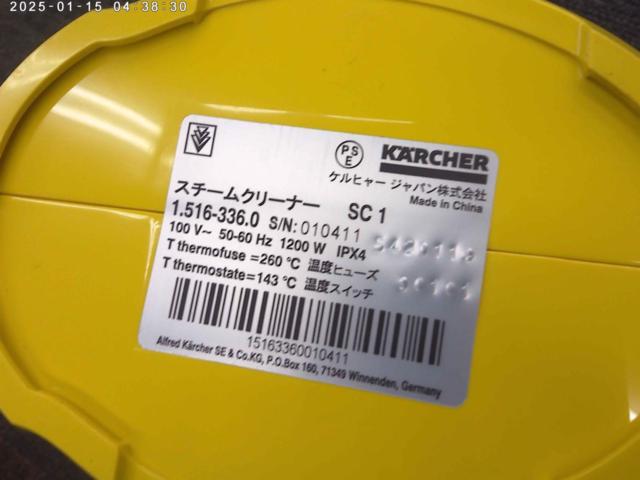 2025-01-15 04:38:30
PS
E
KÄRCHER
ケルヒャー ジャパン株式会社
Made in China
スチームクリーナー SC 1
1.516-336.0 S/N: 010411
100 V~ 50-60 Hz 1200 W IPX4
T thermofuse =260 °C 温度ヒューズ
T thermostate =143 °C 温度スイッチ
15163360010411
Alfred Kärcher SE & Co.KG, P.O.Box 160, 71349 Winnenden, Germany